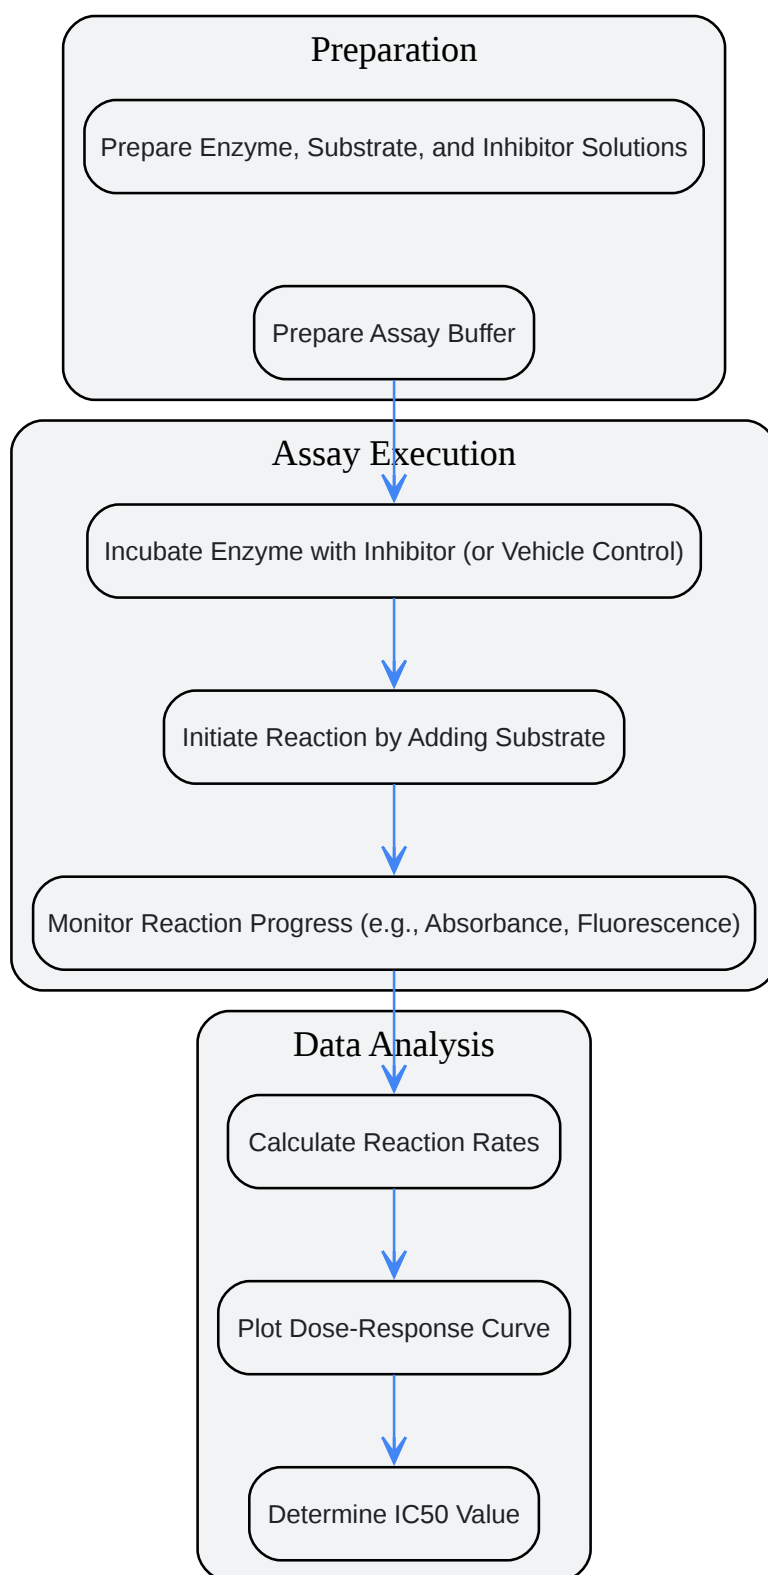 Preparation
Prepare Enzyme, Substrate, and Inhibitor Solutions
Prepare Assay Buffer
Assay Execution
Incubate Enzyme with Inhibitor (or Vehicle Control)
Initiate Reaction by Adding Substrate
Monitor Reaction Progress (e.g., Absorbance, Fluorescence)
Data Analysis
Calculate Reaction Rates
Plot Dose-Response Curve
Determine IC50 Value